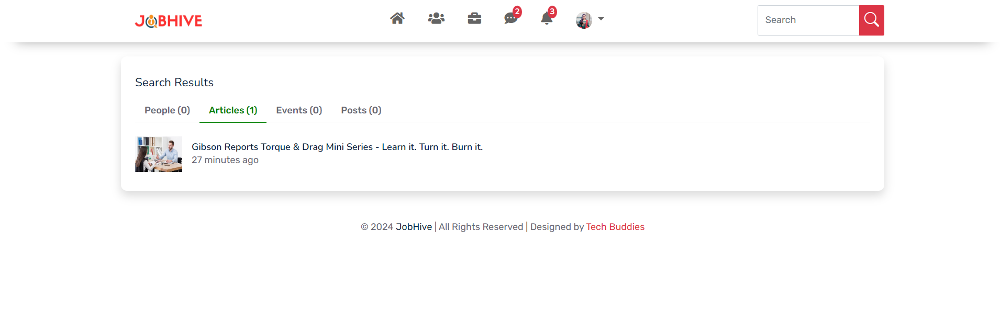 JOBHIVE
2
3
Search
Search Results
People (0)
Articles (1)
Events (0)
Posts (0)
Gibson Reports Torque & Drag Mini Series - Learn it. Turn it. Burn it.
27 minutes ago
© 2024 JobHive | All Rights Reserved | Designed by Tech Buddies